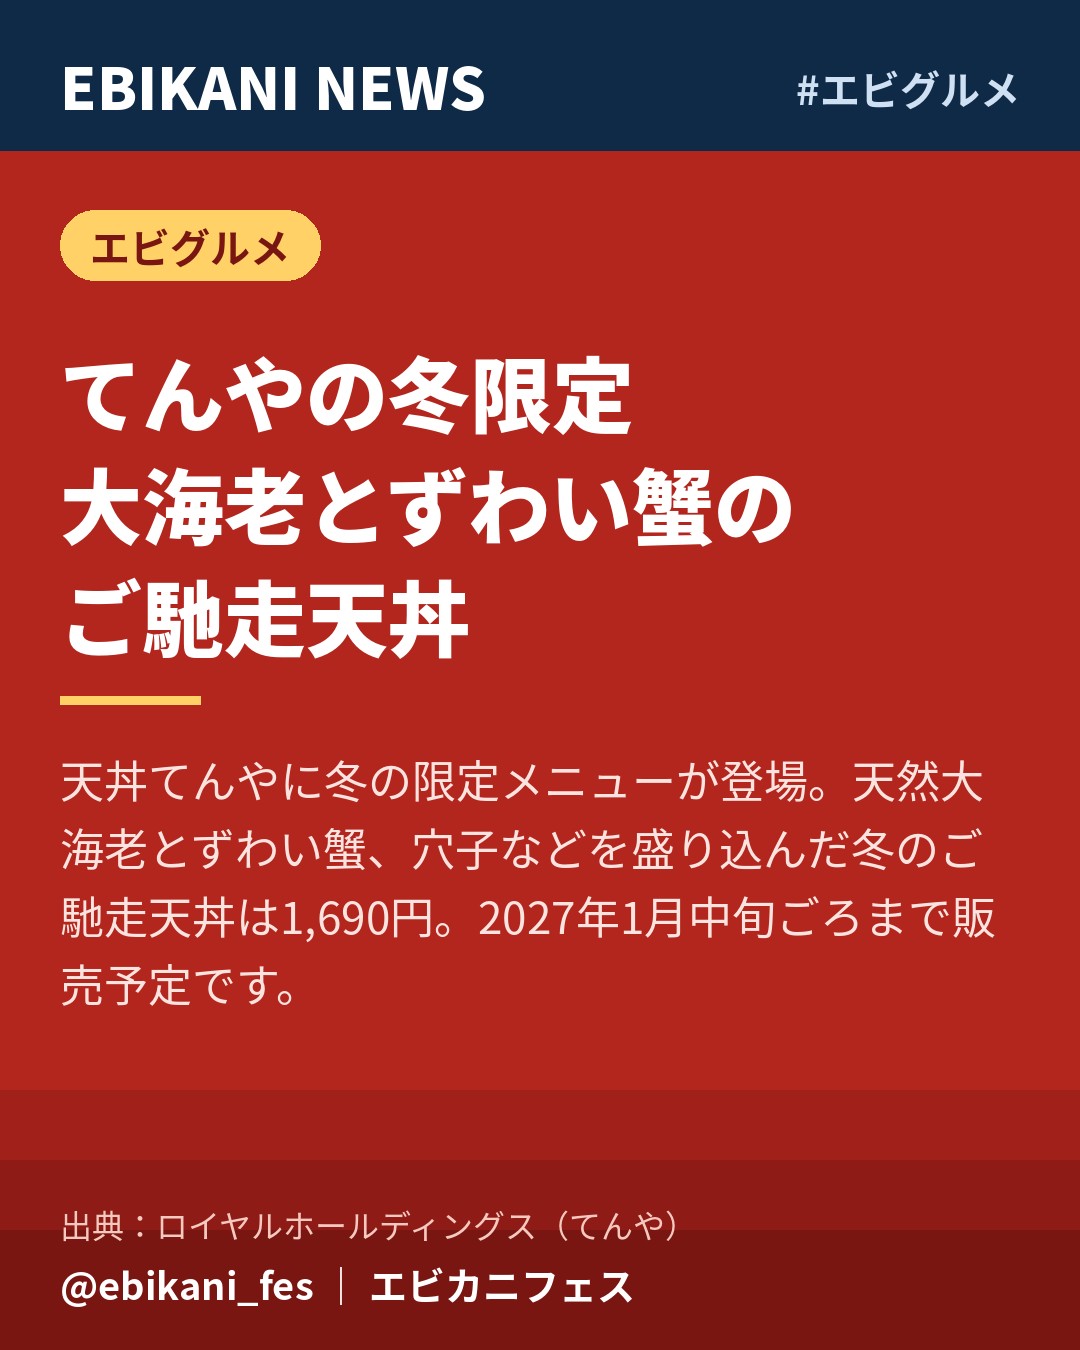 EBIKANI NEWS
#エビグルメ
エビグルメ
てんやの冬限定
大海老とずわい蟹の
ご馳走天丼
天丼てんやに冬の限定メニューが登場。天然大
海老とずわい蟹、穴子などを盛り込んだ冬のご
馳走天丼は1,690円。2027年1月中旬ごろまで販
売予定です。
出典：ロイヤルホールディングス（てんや）
@ebikani_fes ｜ エビカニフェス